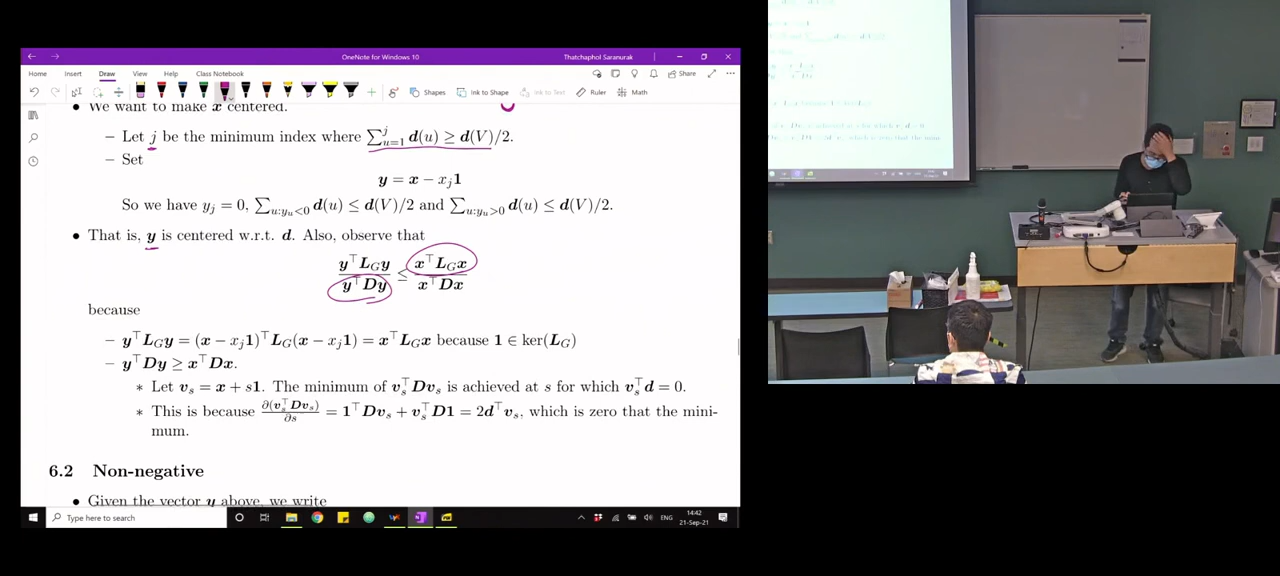 OneNote for Windows 10
Thatchaphol Saranurak
Home Insert Draw View Help Class Notebook
Share
Shapes Ink to Shape Ink to Text Ruler Math
• We want to make x centered.
– Let j be the minimum index where ∑_{u=1}^{j} d(u) ≥ d(V)/2.
– Set
y = x − x_j 1
So we have y_j = 0, ∑_{u:y_u<0} d(u) ≤ d(V)/2 and ∑_{u:y_u>0} d(u) ≤ d(V)/2.
• That is, y is centered w.r.t. d. Also, observe that
y^⊤ L_G y / y^⊤ D y ≤ x^⊤ L_G x / x^⊤ D x
because
– y^⊤ L_G y = (x − x_j 1)^⊤ L_G (x − x_j 1) = x^⊤ L_G x because 1 ∈ ker(L_G)
– y^⊤ D y ≥ x^⊤ D x.
∗ Let v_s = x + s1. The minimum of v_s^⊤ D v_s is achieved at s for which v_s^⊤ d = 0.
∗ This is because ∂(v_s^⊤ D v_s)/∂s = 1^⊤ D v_s + v_s^⊤ D 1 = 2d^⊤ v_s, which is zero that the mini-
mum.
6.2 Non-negative
• Given the vector y above, we write
Type here to search
ENG
14:42
21-Sep-21